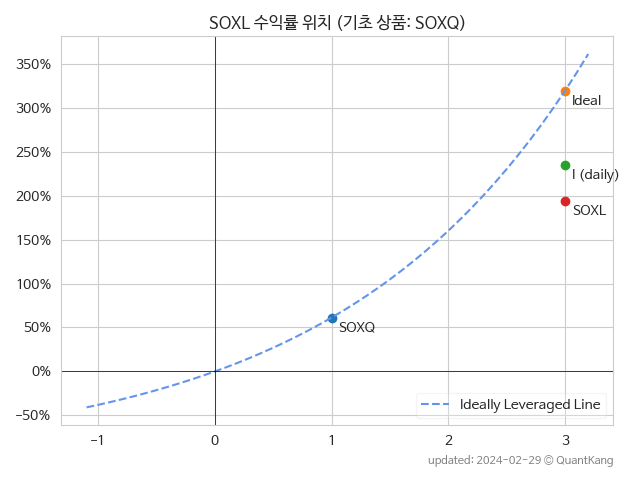 SOXL 수익률 위치 (기초 상품: SOXQ)
350%
300%
250%
200%
150%
100%
50%
0%
−50%
Ideal
I (daily)
SOXL
SOXQ
Ideally Leveraged Line
−1 0 1 2 3
updated: 2024-02-29 © QuantKang